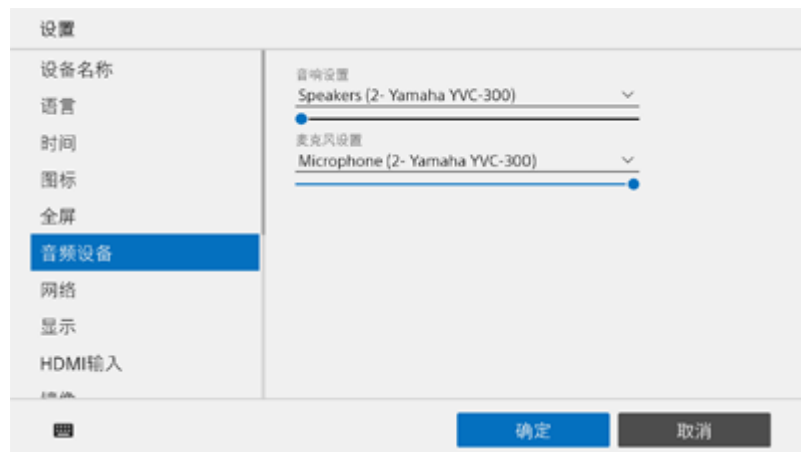 设置
设备名称
语言
时间
图标
全屏
音频设备
网络
显示
HDMI输入
音响设置
Speakers (2- Yamaha YVC-300)
麦克风设置
Microphone (2- Yamaha YVC-300)
确定
取消